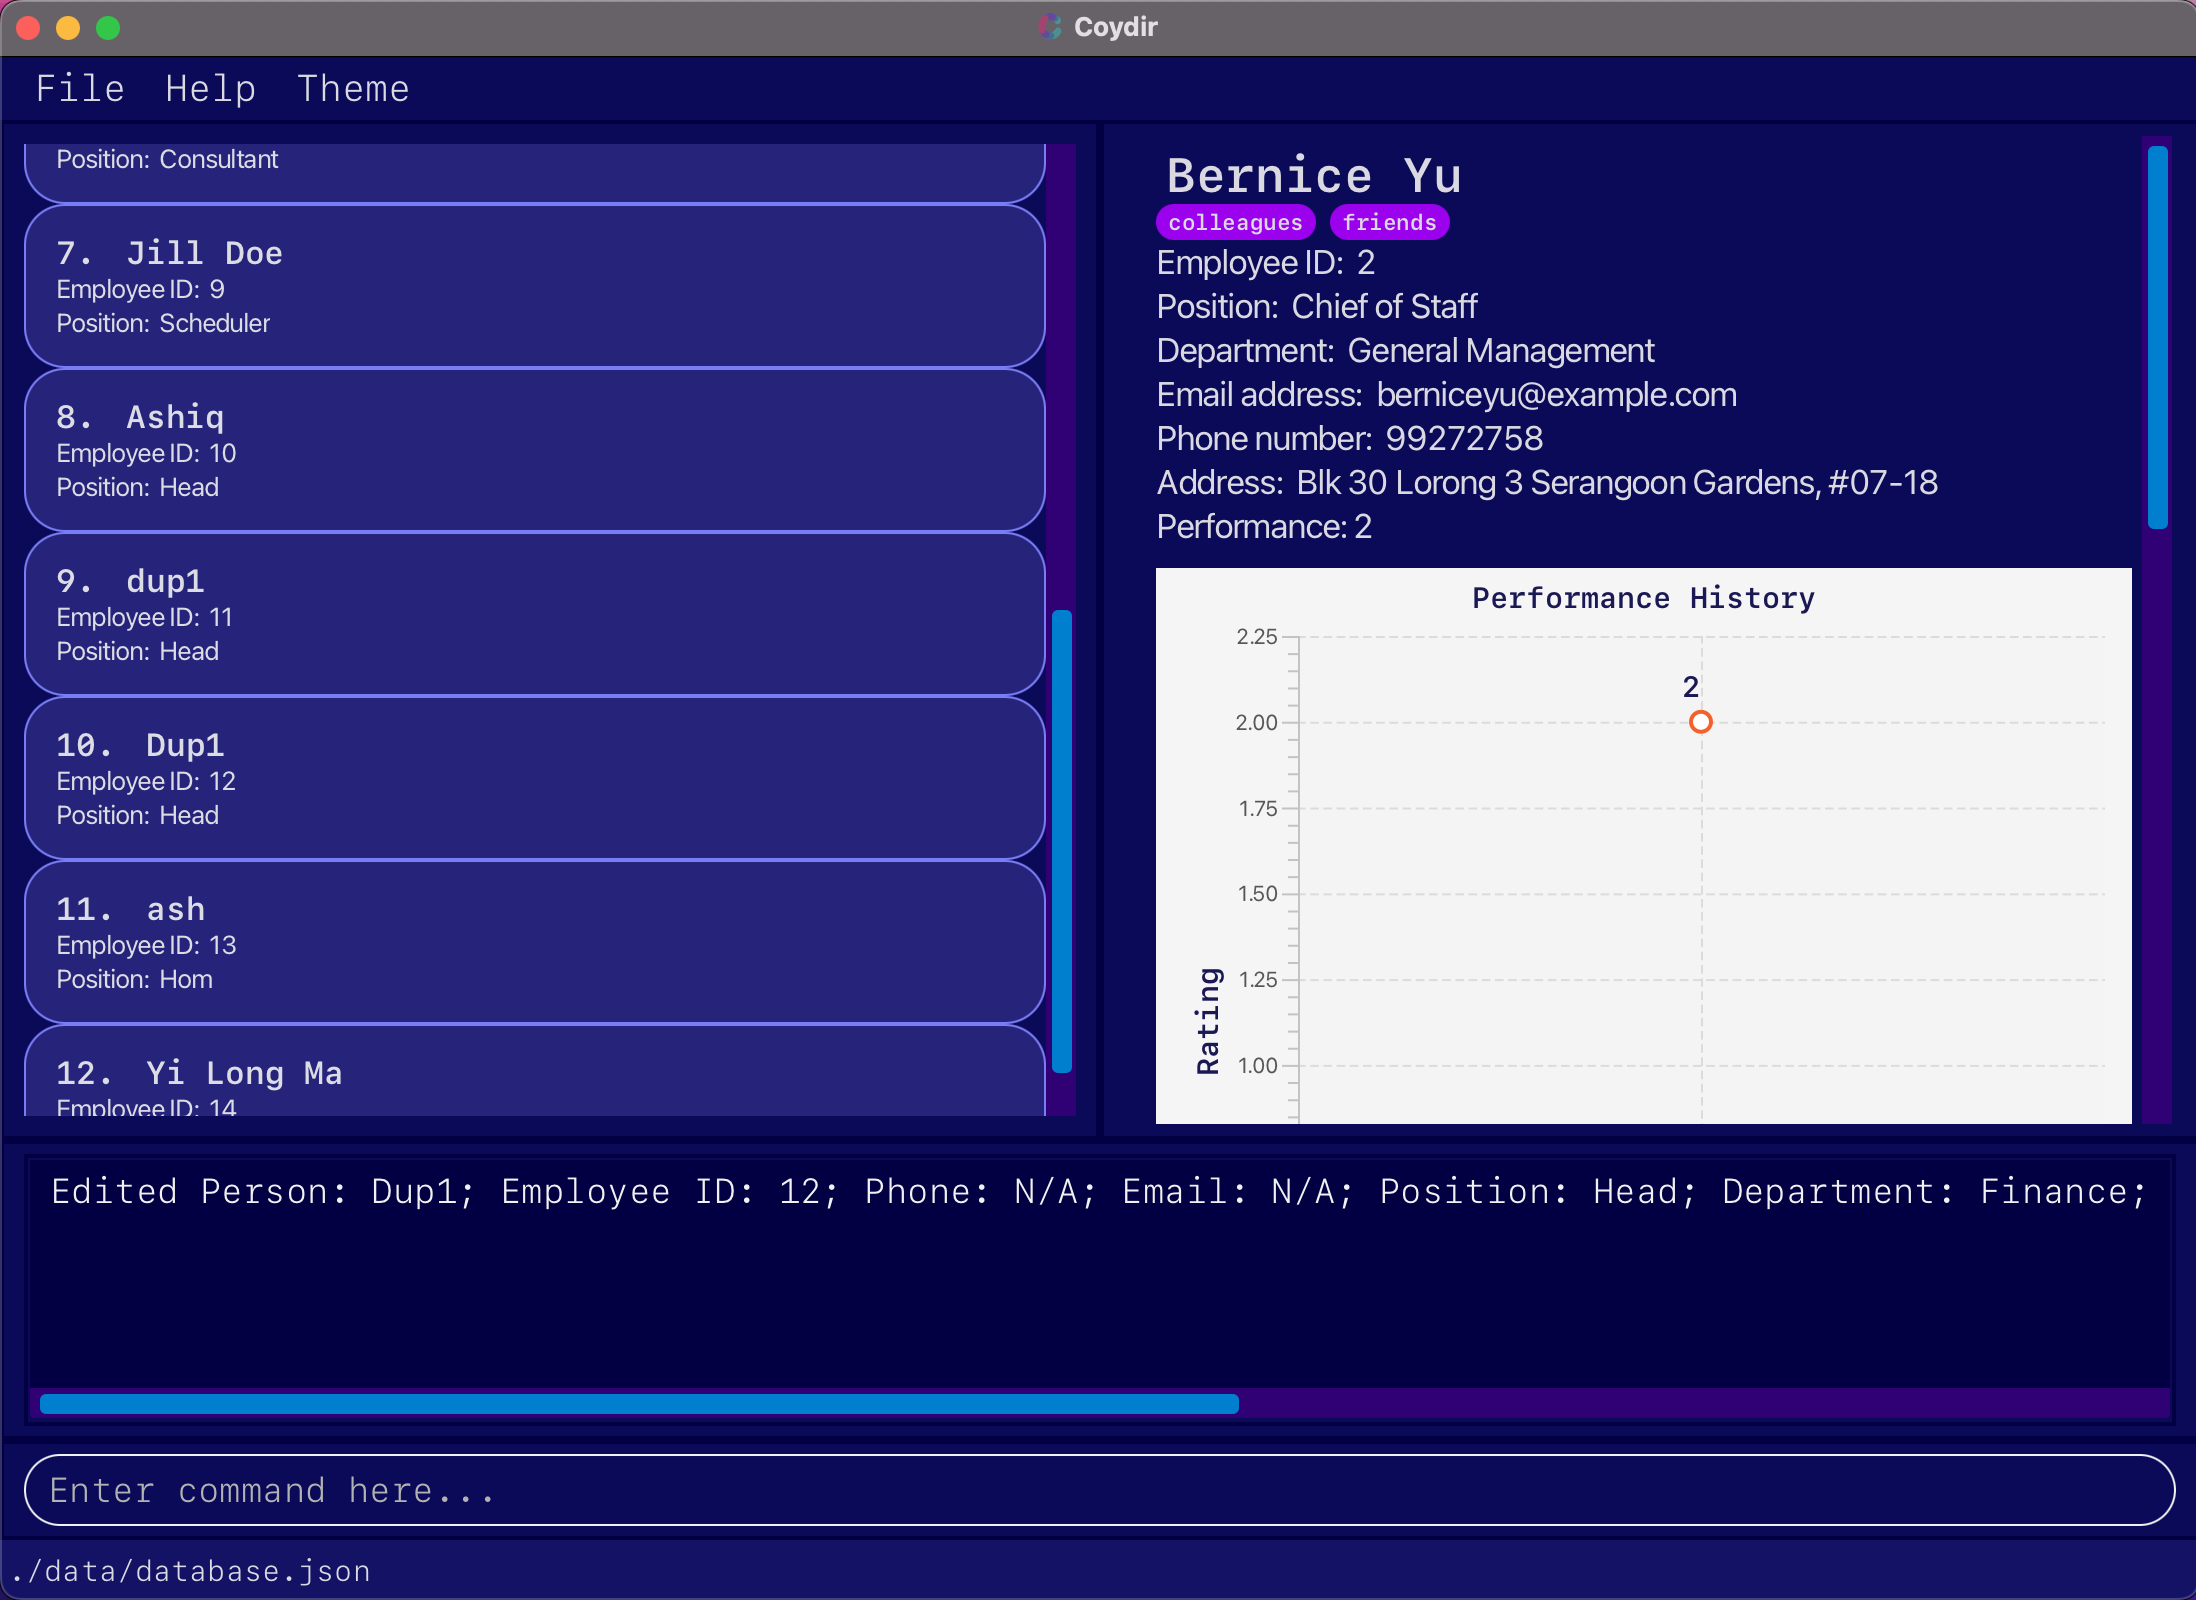 Coydir
File Help Theme
Position: Consultant
7. Jill Doe
Employee ID: 9
Position: Scheduler
8. Ashiq
Employee ID: 10
Position: Head
9. dup1
Employee ID: 11
Position: Head
10. Dup1
Employee ID: 12
Position: Head
11. ash
Employee ID: 13
Position: Hom
12. Yi Long Ma
Employee ID: 14
Bernice Yu
colleagues friends
Employee ID: 2
Position: Chief of Staff
Department: General Management
Email address: berniceyu@example.com
Phone number: 99272758
Address: Blk 30 Lorong 3 Serangoon Gardens, #07-18
Performance: 2
Performance History
2.25
2
2.00
1.75
1.50
1.25
1.00
Rating
Edited Person: Dup1; Employee ID: 12; Phone: N/A; Email: N/A; Position: Head; Department: Finance;
Enter command here...
./data/database.json